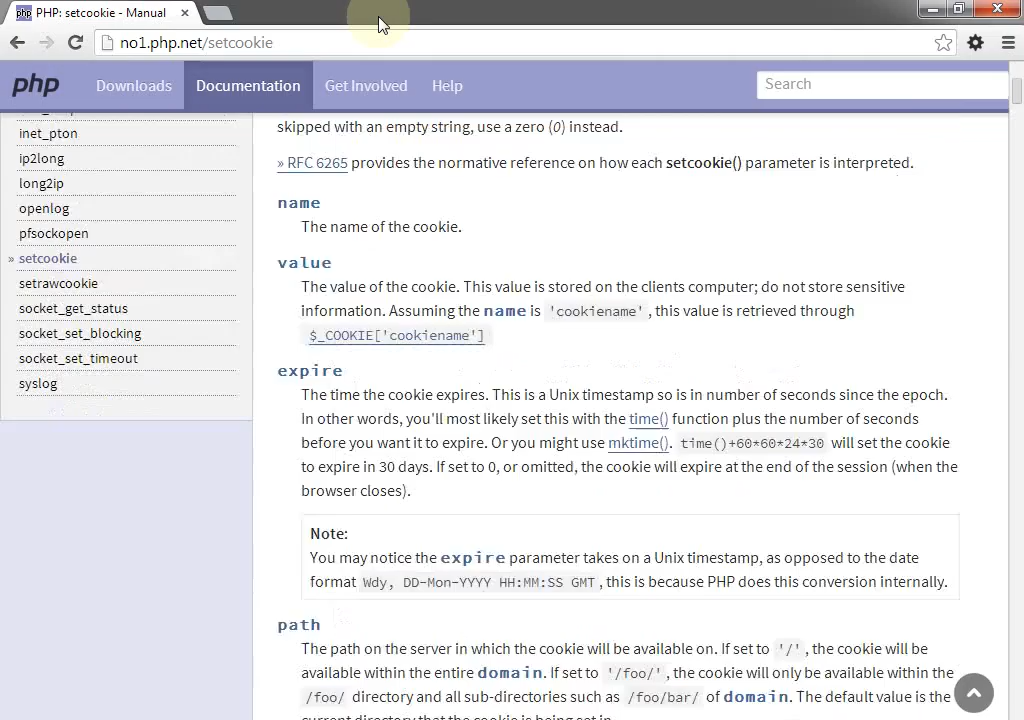 PHP: setcookie - Manual
no1.php.net/setcookie
php
Downloads
Documentation
Get Involved
Help
Search
inet_pton
ip2long
long2ip
openlog
pfsockopen
» setcookie
setrawcookie
socket_get_status
socket_set_blocking
socket_set_timeout
syslog
skipped with an empty string, use a zero (0) instead.
» RFC 6265 provides the normative reference on how each setcookie() parameter is interpreted.
name
The name of the cookie.
value
The value of the cookie. This value is stored on the clients computer; do not store sensitive
information. Assuming the name is 'cookiename', this value is retrieved through
$_COOKIE['cookiename']
expire
The time the cookie expires. This is a Unix timestamp so is in number of seconds since the epoch.
In other words, you'll most likely set this with the time() function plus the number of seconds
before you want it to expire. Or you might use mktime(). time()+60*60*24*30 will set the cookie
to expire in 30 days. If set to 0, or omitted, the cookie will expire at the end of the session (when the
browser closes).
Note:
You may notice the expire parameter takes on a Unix timestamp, as opposed to the date
format Wdy, DD-Mon-YYYY HH:MM:SS GMT, this is because PHP does this conversion internally.
path
The path on the server in which the cookie will be available on. If set to '/', the cookie will be
available within the entire domain. If set to '/foo/', the cookie will only be available within the
/foo/ directory and all sub-directories such as /foo/bar/ of domain. The default value is the
current directory that the cookie is being set in.